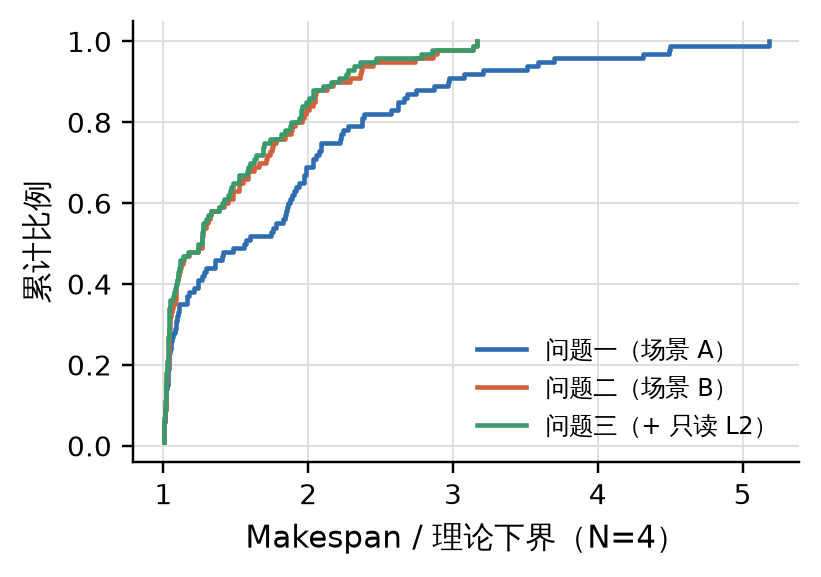 累计比例
1.0
0.8
0.6
0.4
0.2
0.0
问题一（场景 A）
问题二（场景 B）
问题三（+ 只读 L2）
1 2 3 4 5
Makespan / 理论下界（N=4）